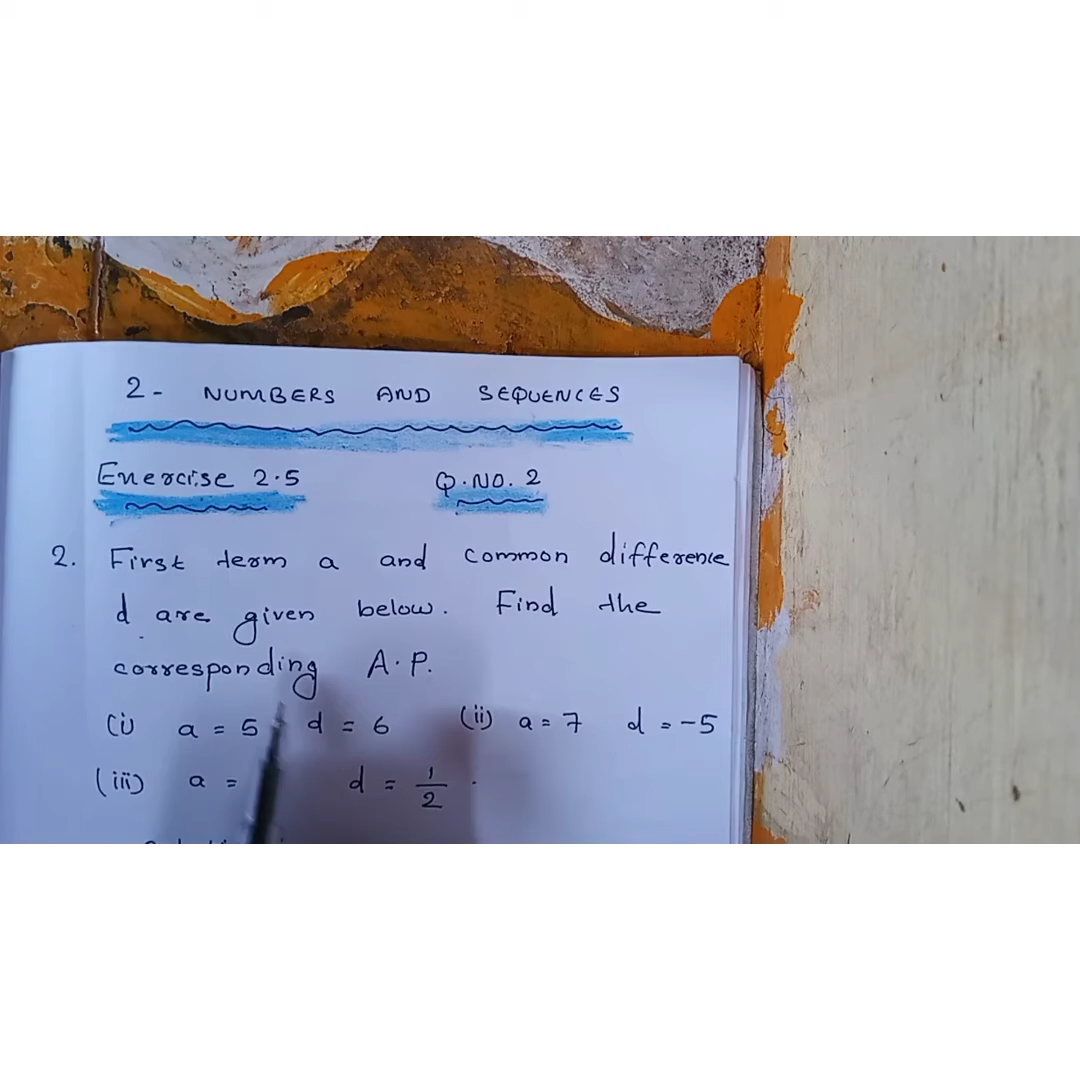 2- NUMBERS AND SEQUENCES
Exercise 2.5 Q.NO. 2
2. First term a and common difference
d are given below. Find the
corresponding A.P.
(i) a = 5 d = 6 (ii) a = 7 d = -5
(iii) a = d = 1/2.